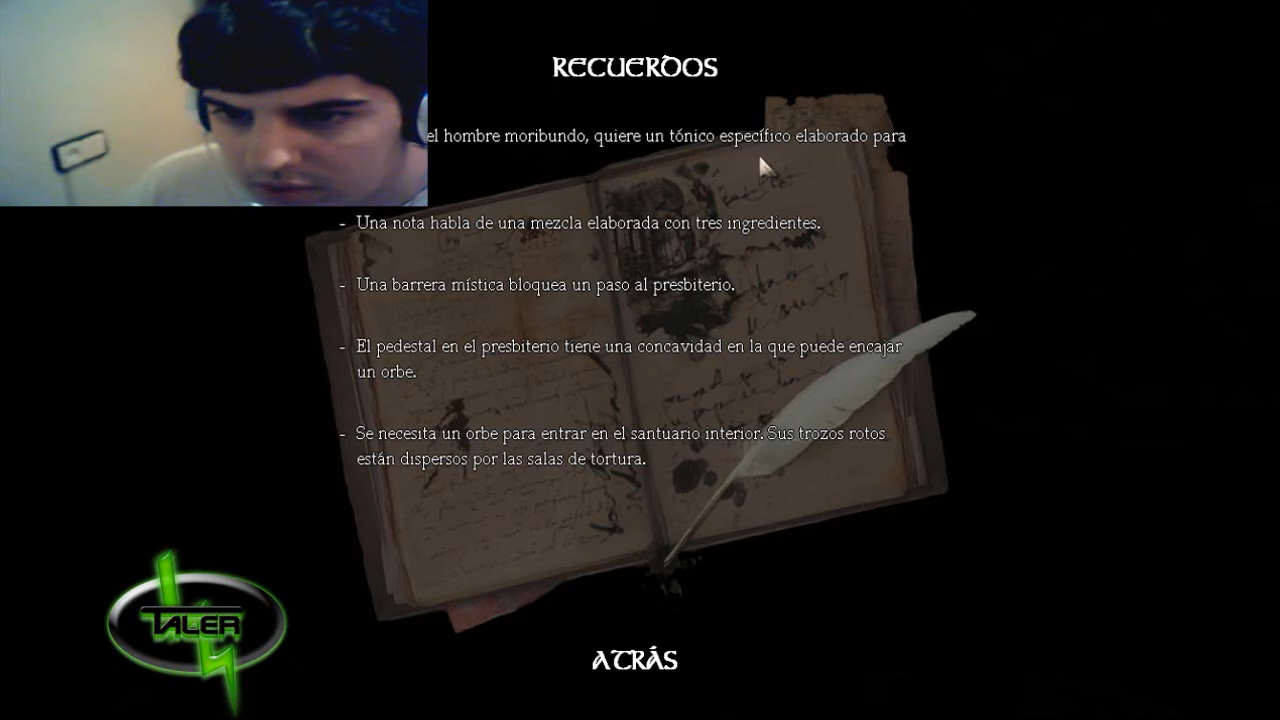 RECUERDOS
el hombre moribundo, quiere un tónico específico elaborado para
- Una nota habla de una mezcla elaborada con tres ingredientes.
- Una barrera mística bloquea un paso al presbiterio.
- El pedestal en el presbiterio tiene una concavidad en la que puede encajar
un orbe.
- Se necesita un orbe para entrar en el santuario interior. Sus trozos rotos
están dispersos por las salas de tortura.
TALER
ATRÁS